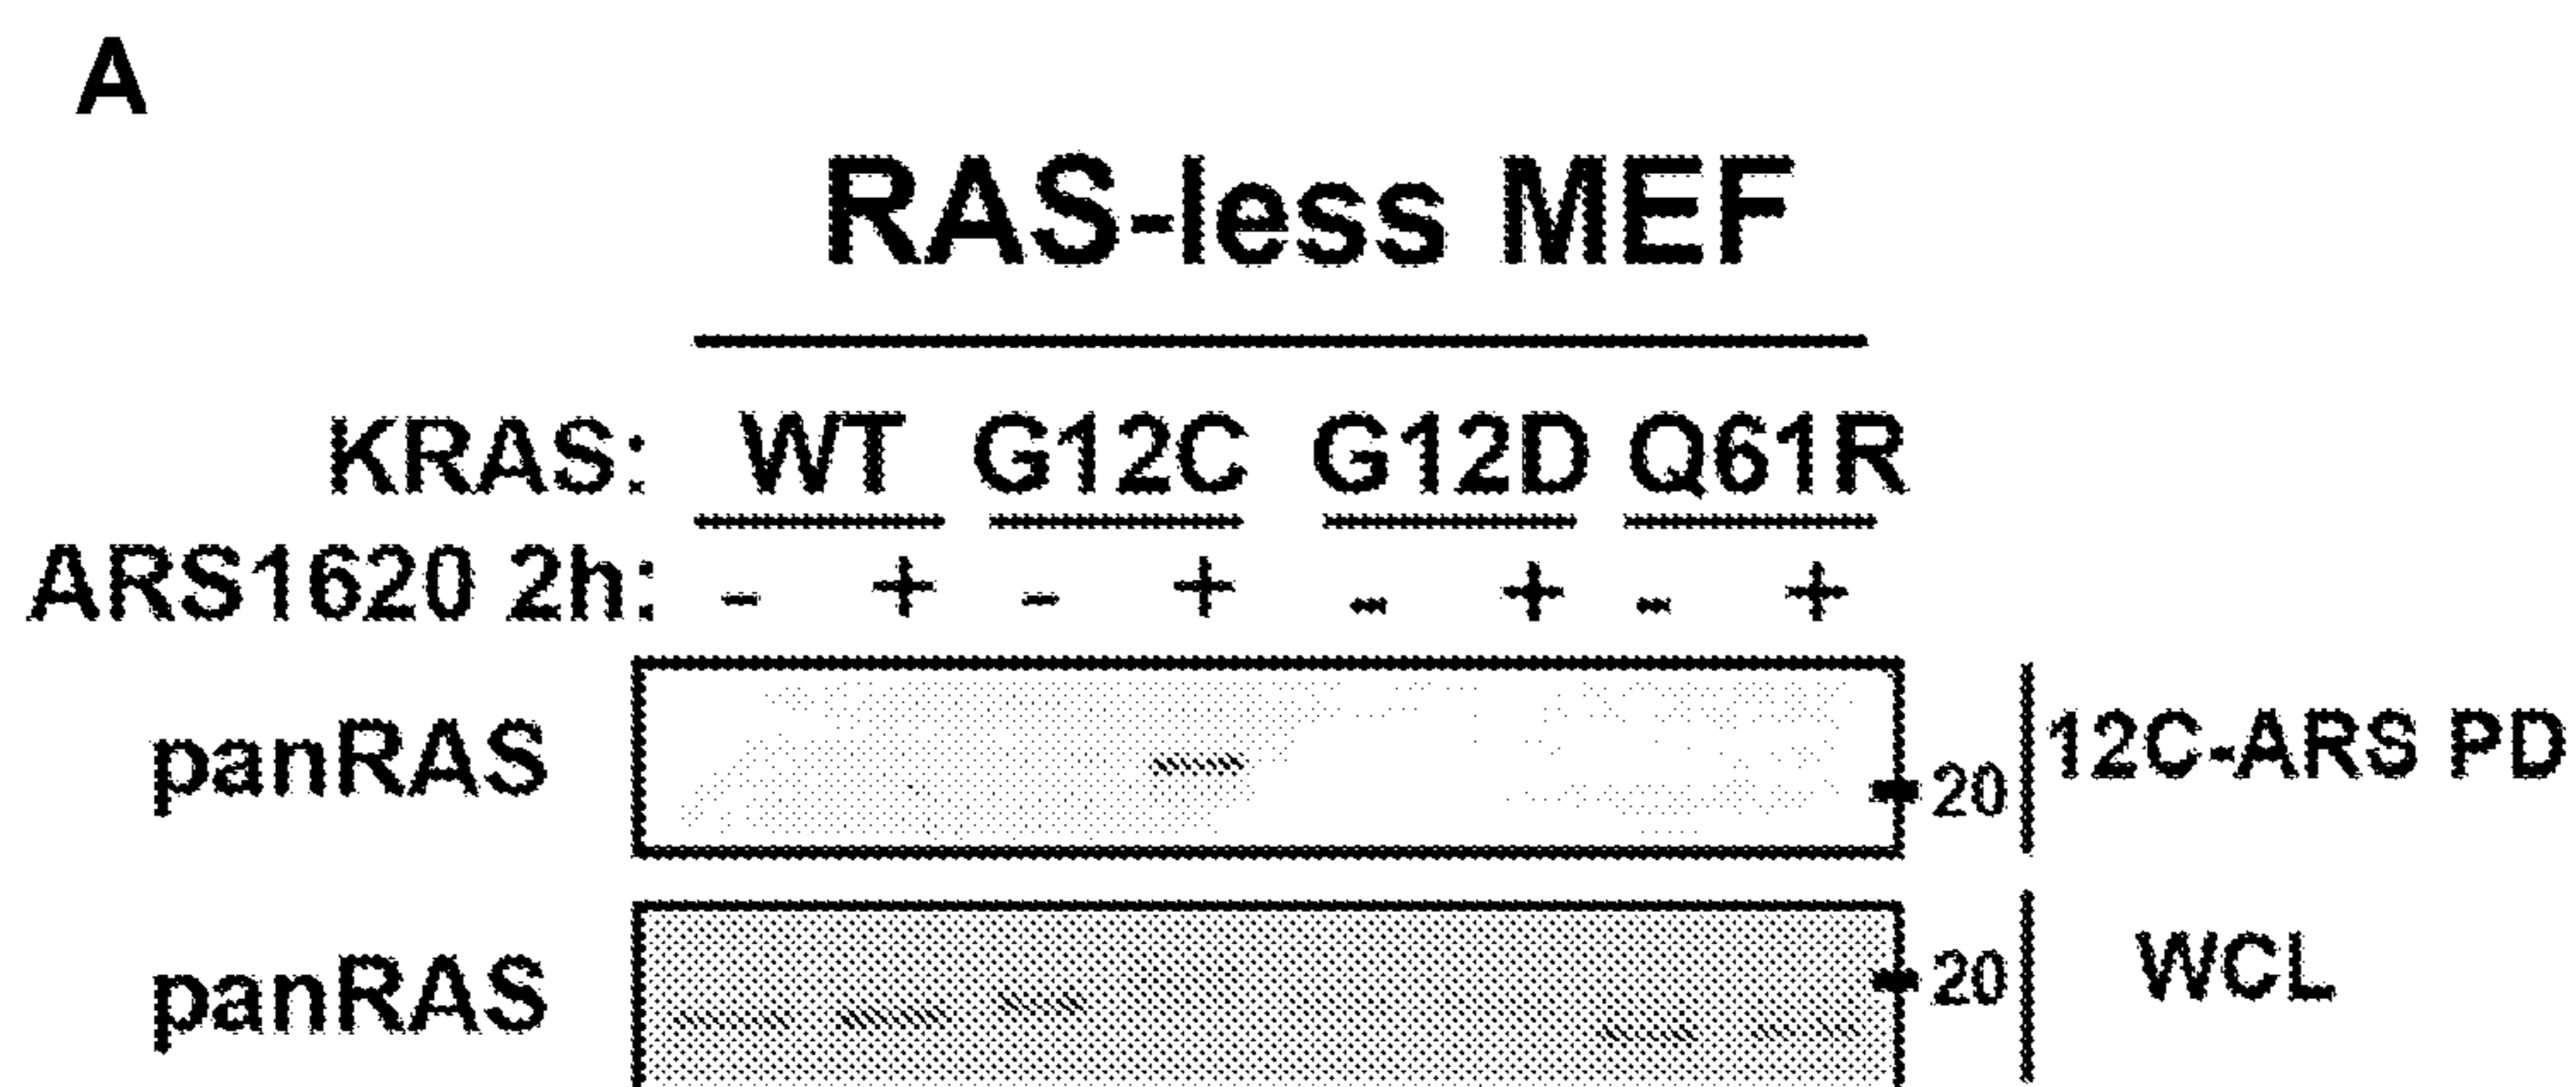 A
RAS-less MEF
KRAS: WT G12C G12D Q61R
ARS1620 2h: - + - + - + - +
panRAS 20 12C-ARS PD
panRAS 20 WCL